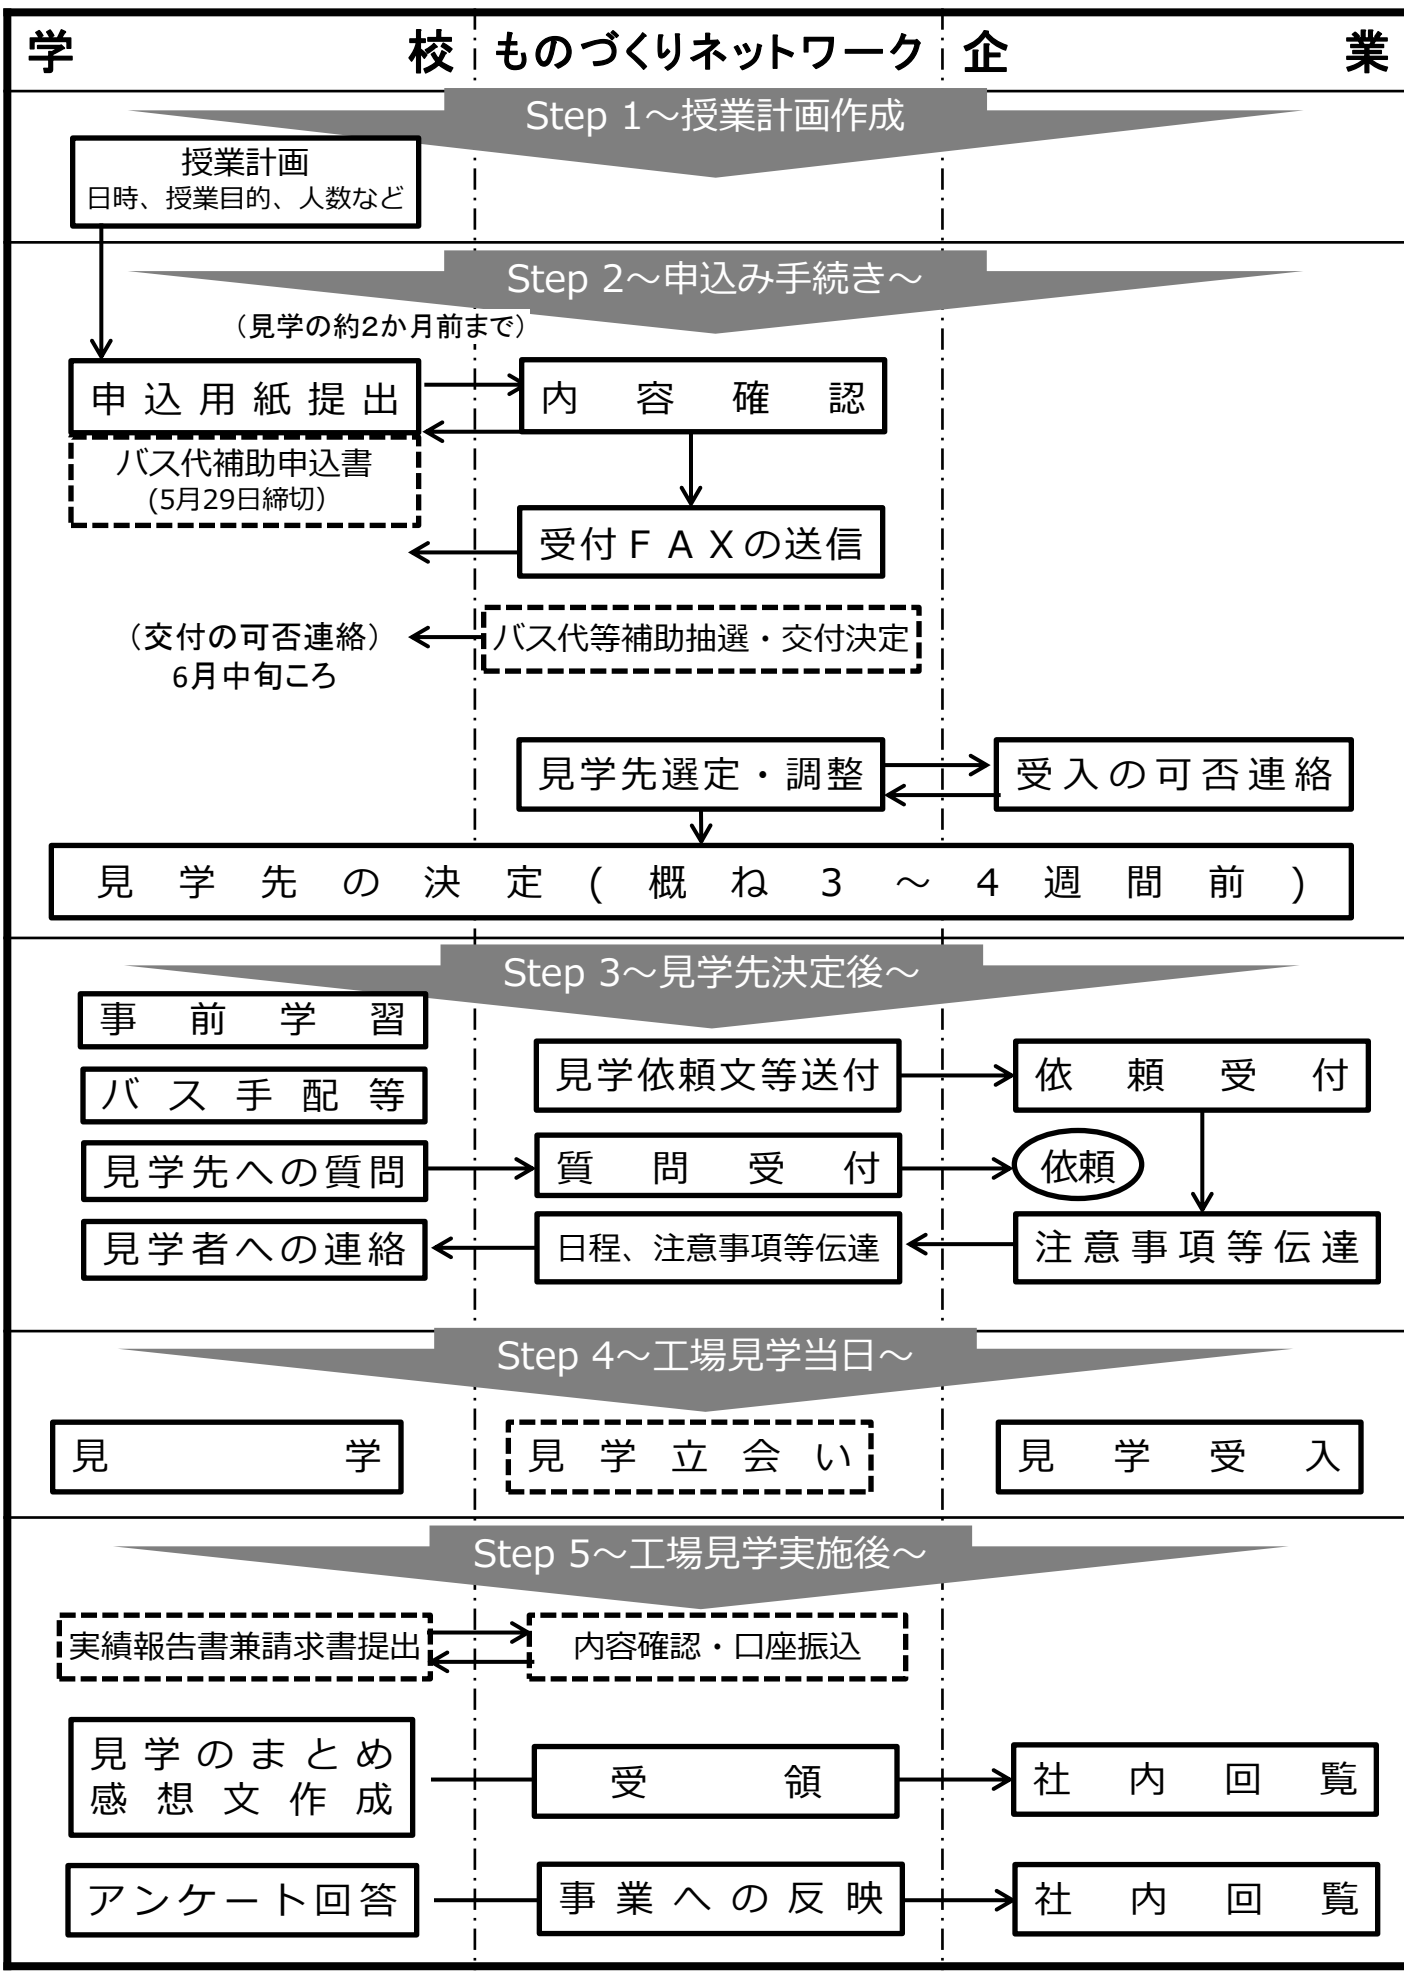 学校 ものづくりネットワーク 企業
Step 1～授業計画作成
授業計画
日時、授業目的、人数など
Step 2～申込み手続き～
（見学の約2か月前まで）
申込用紙提出
内容確認
バス代補助申込書
(5月29日締切)
受付ＦＡＸの送信
（交付の可否連絡）
6月中旬ころ
バス代等補助抽選・交付決定
見学先選定・調整
受入の可否連絡
見学先の決定(概ね3～4週間前)
Step 3～見学先決定後～
事前学習
見学依頼文等送付
依頼受付
バス手配等
見学先への質問
質問受付
依頼
見学者への連絡
日程、注意事項等伝達
注意事項等伝達
Step 4～工場見学当日～
見学
見学立会い
見学受入
Step 5～工場見学実施後～
実績報告書兼請求書提出
内容確認・口座振込
見学のまとめ
感想文作成
受領
社内回覧
アンケート回答
事業への反映
社内回覧